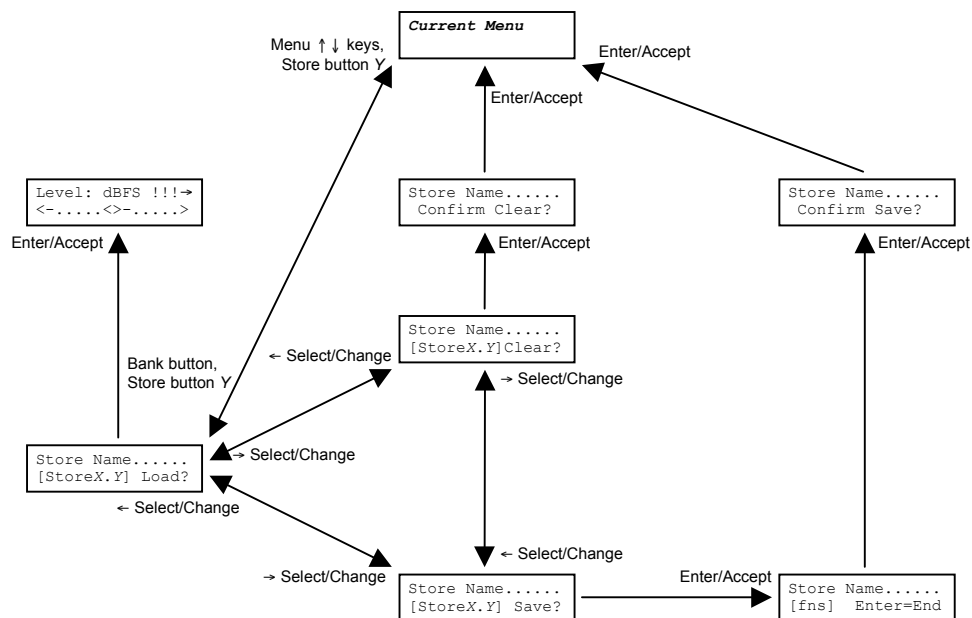 Current Menu
Menu ↑ ↓ keys,
Store button Y
Enter/Accept
Enter/Accept
Level: dBFS !!!→
<-.....<>-.....>
Store Name......
Confirm Clear?
Store Name......
Confirm Save?
Enter/Accept
Enter/Accept
Enter/Accept
Store Name......
[StoreX.Y]Clear?
← Select/Change
Bank button,
Store button Y
→ Select/Change
Store Name......
[StoreX.Y] Load?
→ Select/Change
← Select/Change
← Select/Change
→ Select/Change
Enter/Accept
Store Name......
[StoreX.Y] Save?
Store Name......
[fns] Enter=End